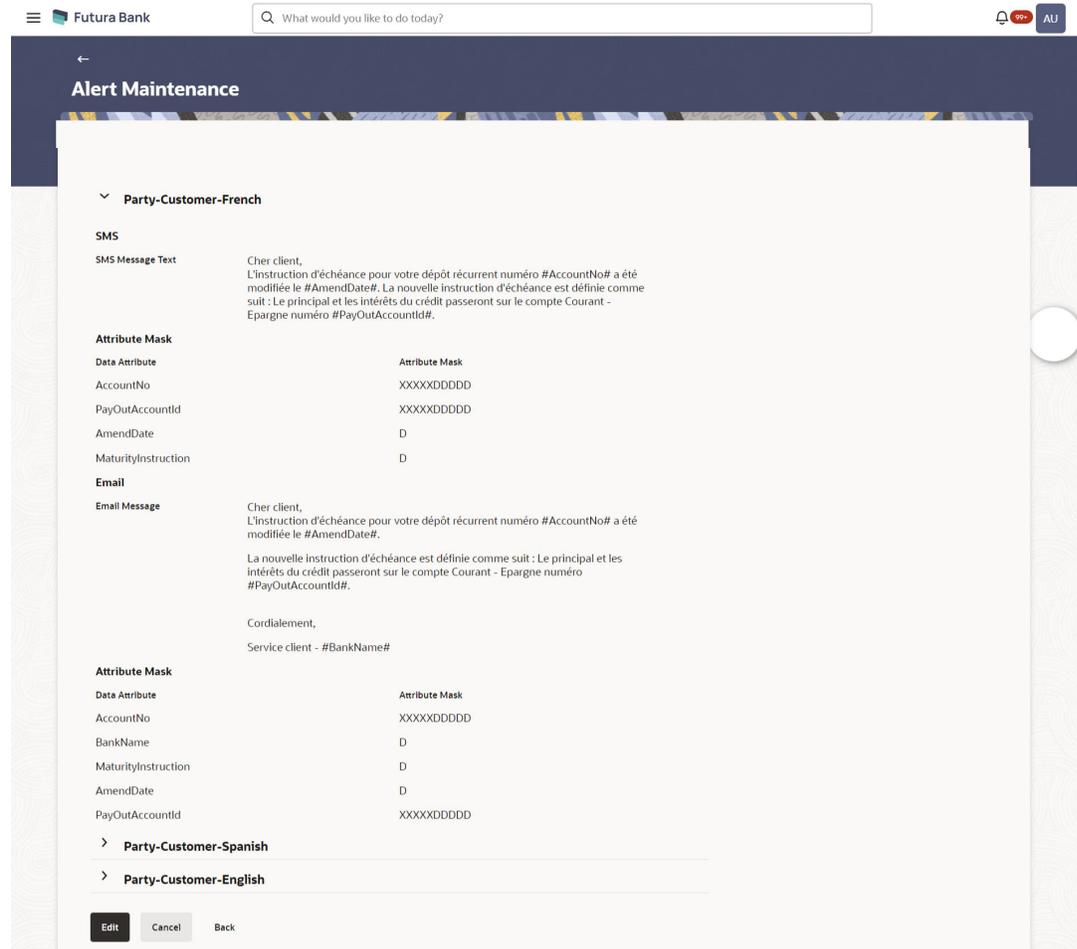 Futura Bank
What would you like to do today?
99+
AU
Alert Maintenance
Party-Customer-French
SMS
SMS Message Text
Cher client,
L'instruction d'échéance pour votre dépôt récurrent numéro #AccountNo# a été
modifiée le #AmendDate#. La nouvelle instruction d'échéance est définie comme
suit : Le principal et les intérêts du crédit passeront sur le compte Courant -
Epargne numéro #PayOutAccountId#.
Attribute Mask
Data Attribute Attribute Mask
AccountNo XXXXXDDDDD
PayOutAccountId XXXXXDDDDD
AmendDate D
MaturityInstruction D
Email
Email Message
Cher client,
L'instruction d'échéance pour votre dépôt récurrent numéro #AccountNo# a été
modifiée le #AmendDate#.
La nouvelle instruction d'échéance est définie comme suit : Le principal et les
intérêts du crédit passeront sur le compte Courant - Epargne numéro
#PayOutAccountId#.
Cordialement,
Service client - #BankName#
Attribute Mask
Data Attribute Attribute Mask
AccountNo XXXXXDDDDD
BankName D
MaturityInstruction D
AmendDate D
PayOutAccountId XXXXXDDDDD
Party-Customer-Spanish
Party-Customer-English
Edit Cancel Back